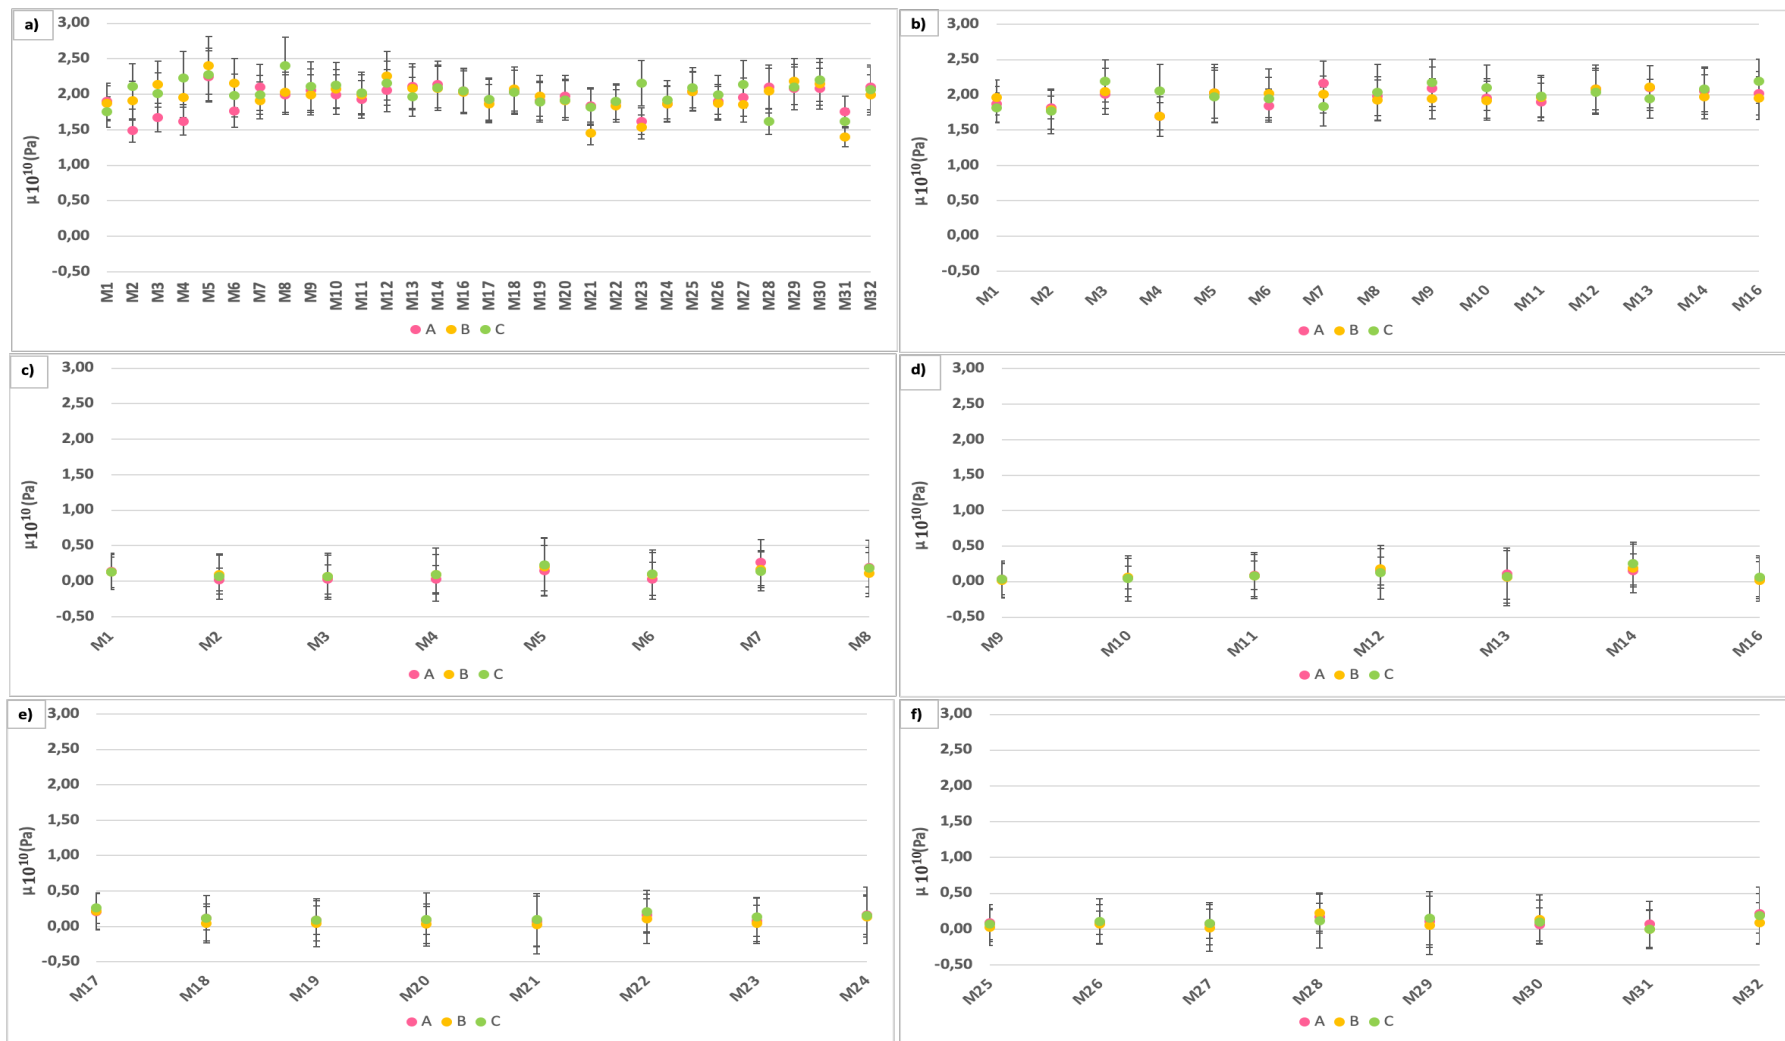 a)
3,00
2,50
2,00
1,50
1,00
0,50
0,00
-0,50
μ10¹⁰(Pa)
M1 M2 M3 M4 M5 M6 M7 M8 M9 M10 M11 M12 M13 M14 M16 M17 M18 M19 M20 M21 M22 M23 M24 M25 M26 M27 M28 M29 M30 M31 M32
A B C
b)
3,00
2,50
2,00
1,50
1,00
0,50
0,00
-0,50
μ10¹⁰(Pa)
M1 M2 M3 M4 M5 M6 M7 M8 M9 M10 M11 M12 M13 M14 M16
A B C
c)
3,00
2,50
2,00
1,50
1,00
0,50
0,00
-0,50
μ10¹⁰(Pa)
M1 M2 M3 M4 M5 M6 M7 M8
A B C
d)
3,00
2,50
2,00
1,50
1,00
0,50
0,00
-0,50
μ10¹⁰(Pa)
M9 M10 M11 M12 M13 M14 M16
A B C
e)
3,00
2,50
2,00
1,50
1,00
0,50
0,00
-0,50
μ10¹⁰(Pa)
M17 M18 M19 M20 M21 M22 M23 M24
A B C
f)
3,00
2,50
2,00
1,50
1,00
0,50
0,00
-0,50
μ10¹⁰(Pa)
M25 M26 M27 M28 M29 M30 M31 M32
A B C